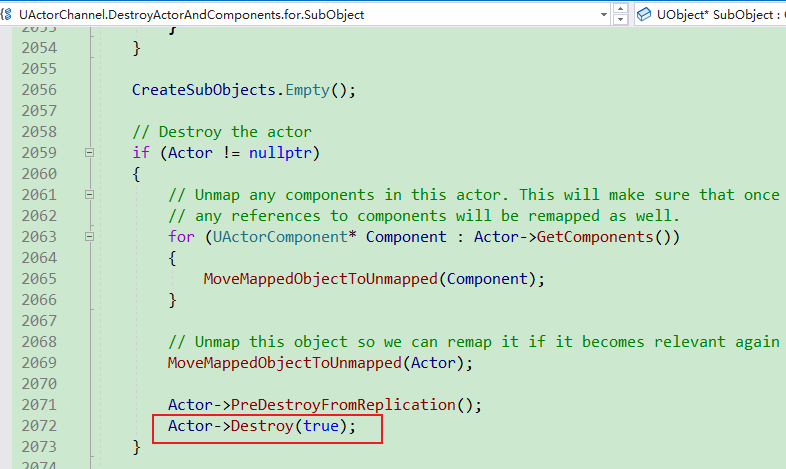 UActorChannel.DestroyActorAndComponents.for.SubObject
UObject* SubObject :
2054 }
2055
2056 CreateSubObjects.Empty();
2057
2058 // Destroy the actor
2059 if (Actor != nullptr)
2060 {
2061 // Unmap any components in this actor. This will make sure that once
2062 // any references to components will be remapped as well.
2063 for (UActorComponent* Component : Actor->GetComponents())
2064 {
2065 MoveMappedObjectToUnmapped(Component);
2066 }
2067
2068 // Unmap this object so we can remap it if it becomes relevant again
2069 MoveMappedObjectToUnmapped(Actor);
2070
2071 Actor->PreDestroyFromReplication();
2072 Actor->Destroy(true);
2073 }